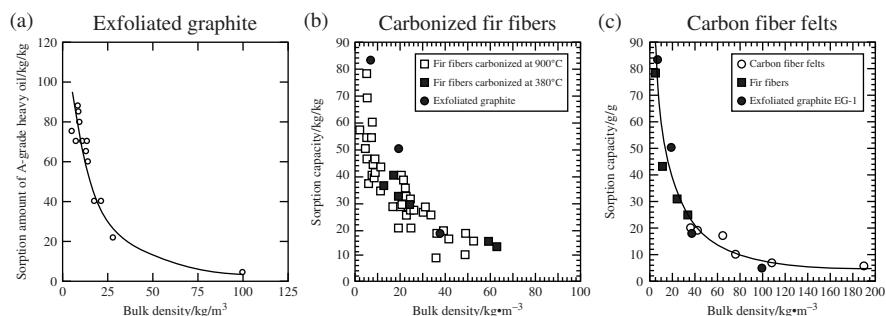 (a) Exfoliated graphite
Sorption amount of A-grade heavy oil/kg/kg
120
100
80
60
40
20
0
0 25 50 75 100 125
Bulk density/kg/m³
(b) Carbonized fir fibers
Sorption capacity/kg/kg
90
80
70
60
50
40
30
20
10
0
Fir fibers carbonized at 900°C
Fir fibers carbonized at 380°C
Exfoliated graphite
0 20 40 60 80 100
Bulk density/kg•m⁻³
(c) Carbon fiber felts
Sorption capacity/g/g
90
80
70
60
50
40
30
20
10
0
Carbon fiber felts
Fir fibers
Exfoliated graphite EG-1
0 20 40 60 80 100 120 140 160 180 200
Bulk density/kg•m⁻³